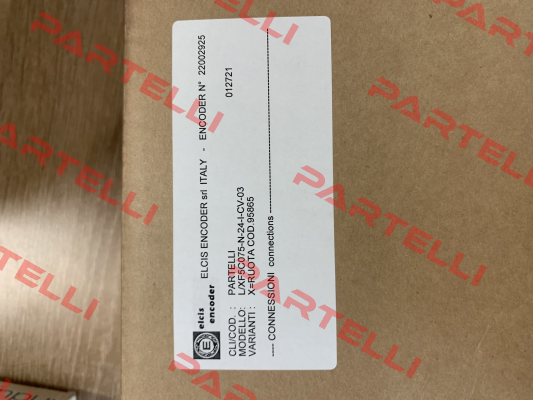 elcis
encoder
ELCIS ENCODER srl ITALY - ENCODER N° 22002925
CLI/COD. : PARTELLI 012721
MODELLO: L/XF5C075-N-24-I-CV-03
VARIANTI : X=RUOTA COD.95865
---- CONNESSIONI connections ----
PARTELLI
PARTELLI
PARTELLI
PARTELLI
PARTELLI
PARTELLI